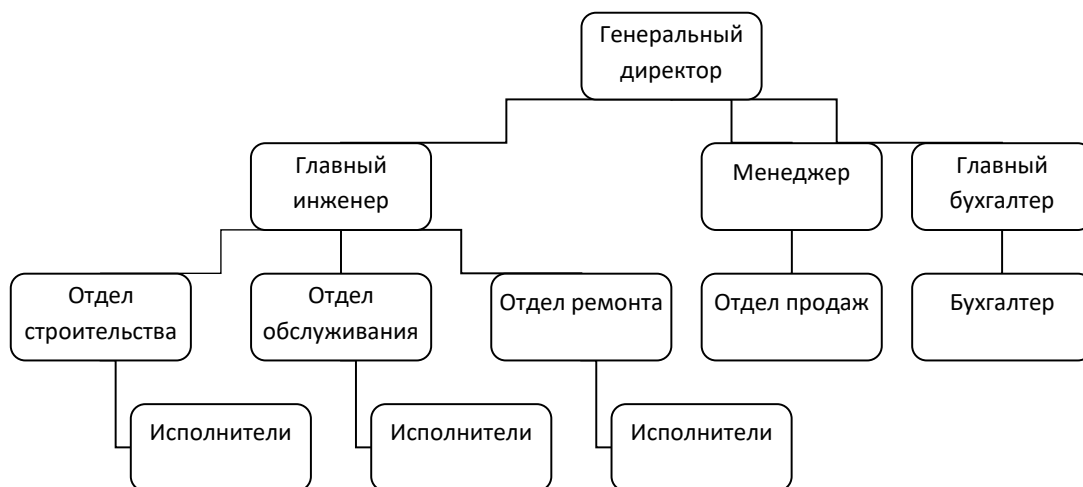 Генеральный
директор
Главный
инженер
Менеджер
Главный
бухгалтер
Отдел
строительства
Отдел
обслуживания
Отдел ремонта
Отдел продаж
Бухгалтер
Исполнители
Исполнители
Исполнители